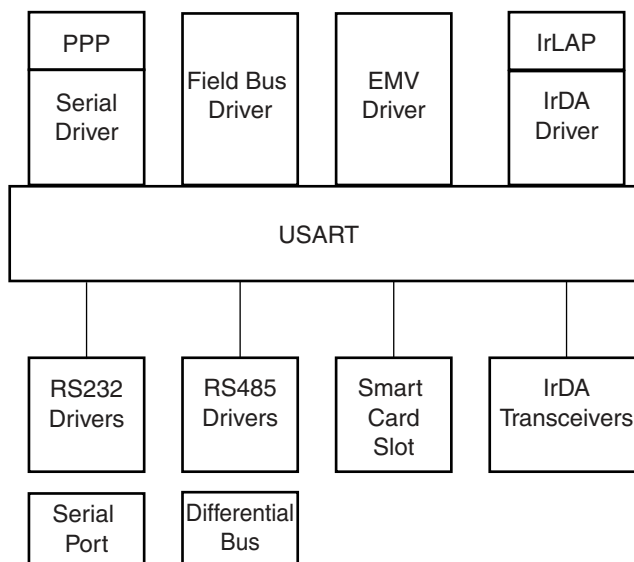 PPP
Serial
Driver
Field Bus
Driver
EMV
Driver
IrLAP
IrDA
Driver
USART
RS232
Drivers
RS485
Drivers
Smart
Card
Slot
IrDA
Transceivers
Serial
Port
Differential
Bus